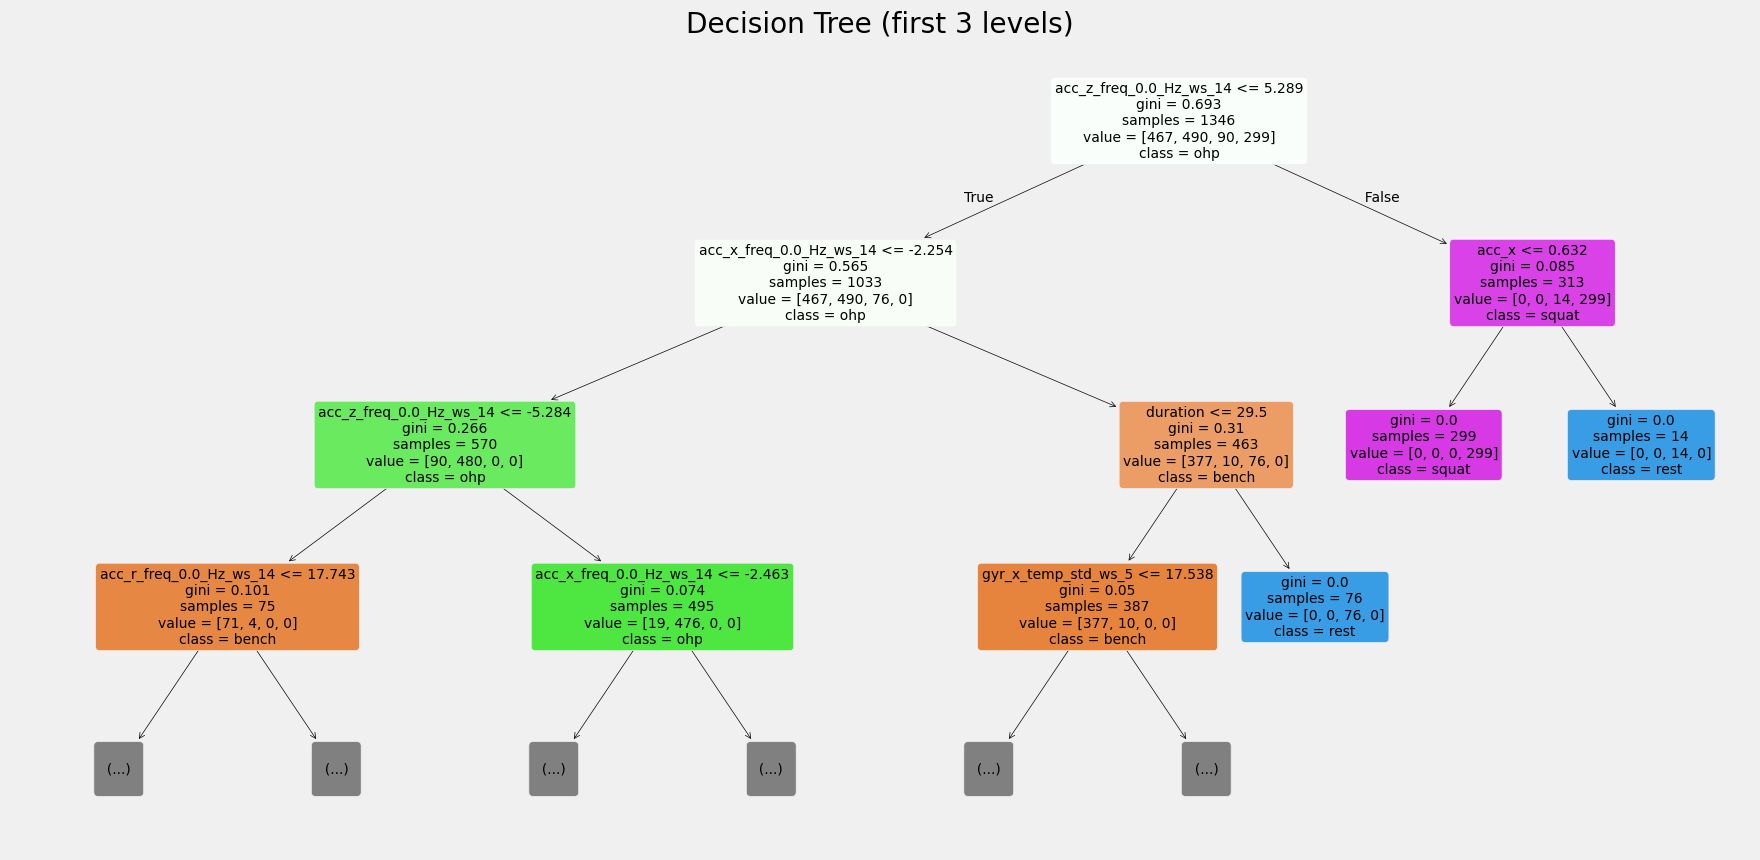 Decision Tree (first 3 levels)
acc_z_freq_0.0_Hz_ws_14 <= 5.289
gini = 0.693
samples = 1346
value = [467, 490, 90, 299]
class = ohp
True
False
acc_x_freq_0.0_Hz_ws_14 <= -2.254
gini = 0.565
samples = 1033
value = [467, 490, 76, 0]
class = ohp
acc_x <= 0.632
gini = 0.085
samples = 313
value = [0, 0, 14, 299]
class = squat
acc_z_freq_0.0_Hz_ws_14 <= -5.284
gini = 0.266
samples = 570
value = [90, 480, 0, 0]
class = ohp
duration <= 29.5
gini = 0.31
samples = 463
value = [377, 10, 76, 0]
class = bench
gini = 0.0
samples = 299
value = [0, 0, 0, 299]
class = squat
gini = 0.0
samples = 14
value = [0, 0, 14, 0]
class = rest
acc_r_freq_0.0_Hz_ws_14 <= 17.743
gini = 0.101
samples = 75
value = [71, 4, 0, 0]
class = bench
acc_x_freq_0.0_Hz_ws_14 <= -2.463
gini = 0.074
samples = 495
value = [19, 476, 0, 0]
class = ohp
gyr_x_temp_std_ws_5 <= 17.538
gini = 0.05
samples = 387
value = [377, 10, 0, 0]
class = bench
gini = 0.0
samples = 76
value = [0, 0, 76, 0]
class = rest
(...)
(...)
(...)
(...)
(...)
(...)